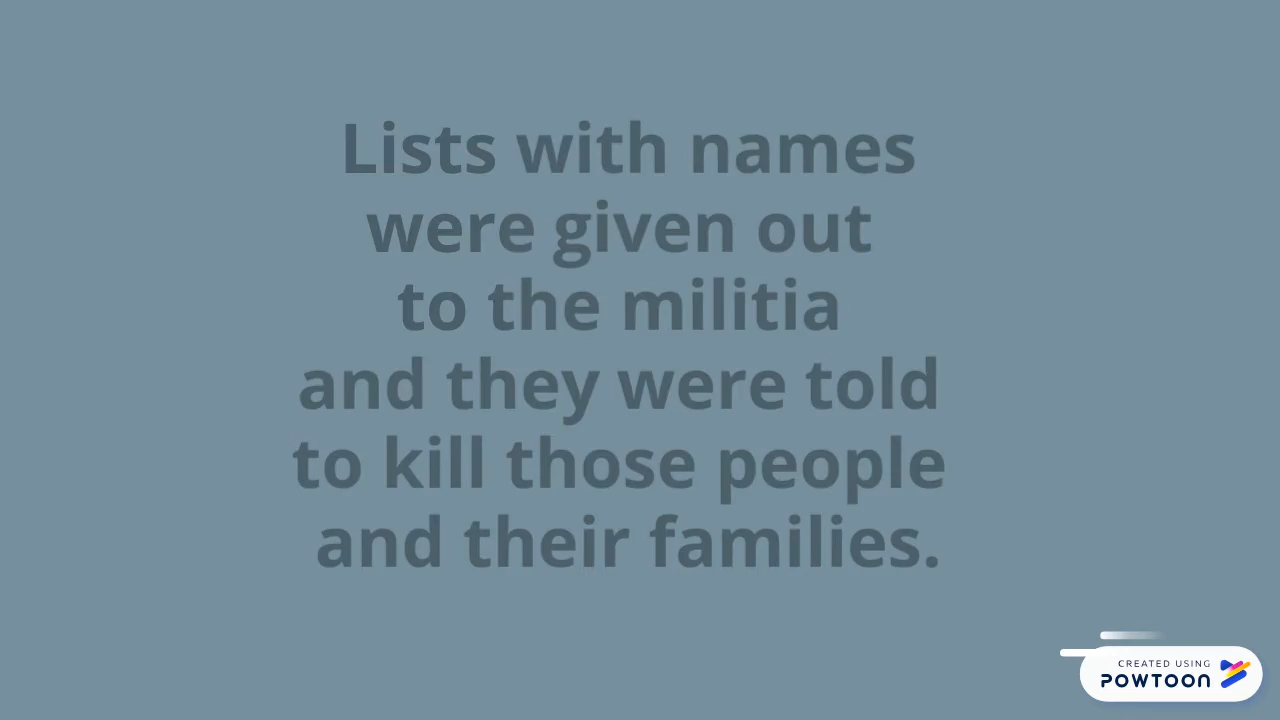 Lists with names
were given out
to the militia
and they were told
to kill those people
and their families.
CREATED USING
POWTOON